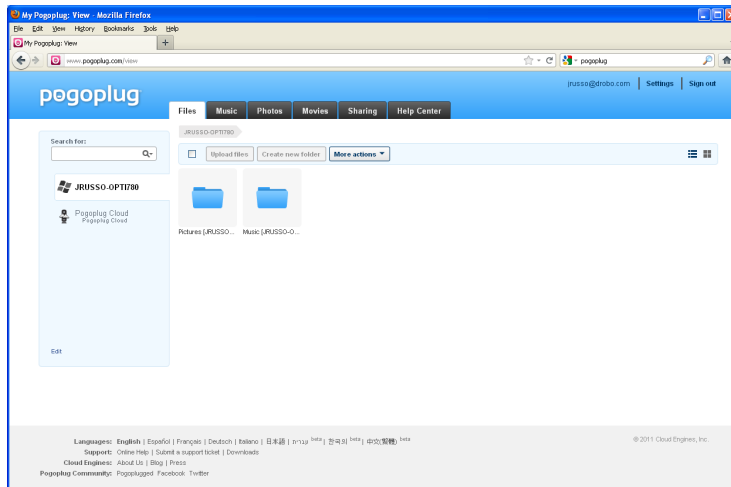 My Pogoplug: View - Mozilla Firefox
File Edit View History Bookmarks Tools Help
My Pogoplug: View
www.pogoplug.com/view
pogoplug
jrusso@drobo.com | Settings | Sign out
pogoplug
Files Music Photos Movies Sharing Help Center
JRUSSO-OPTI780
Search for:
Upload files Create new folder More actions
JRUSSO-OPTI780
Pogoplug Cloud
Pogoplug Cloud
Pictures [JRUSSO... Music [JRUSSO-O...
Edit
Languages: English | Español | Français | Deutsch | Italiano | 日本語 | עברית beta | 한국의 beta | 中文(繁體) beta
© 2011 Cloud Engines, Inc.
Support: Online Help | Submit a support ticket | Downloads
Cloud Engines: About Us | Blog | Press
Pogoplug Community: Pogoplugged Facebook Twitter